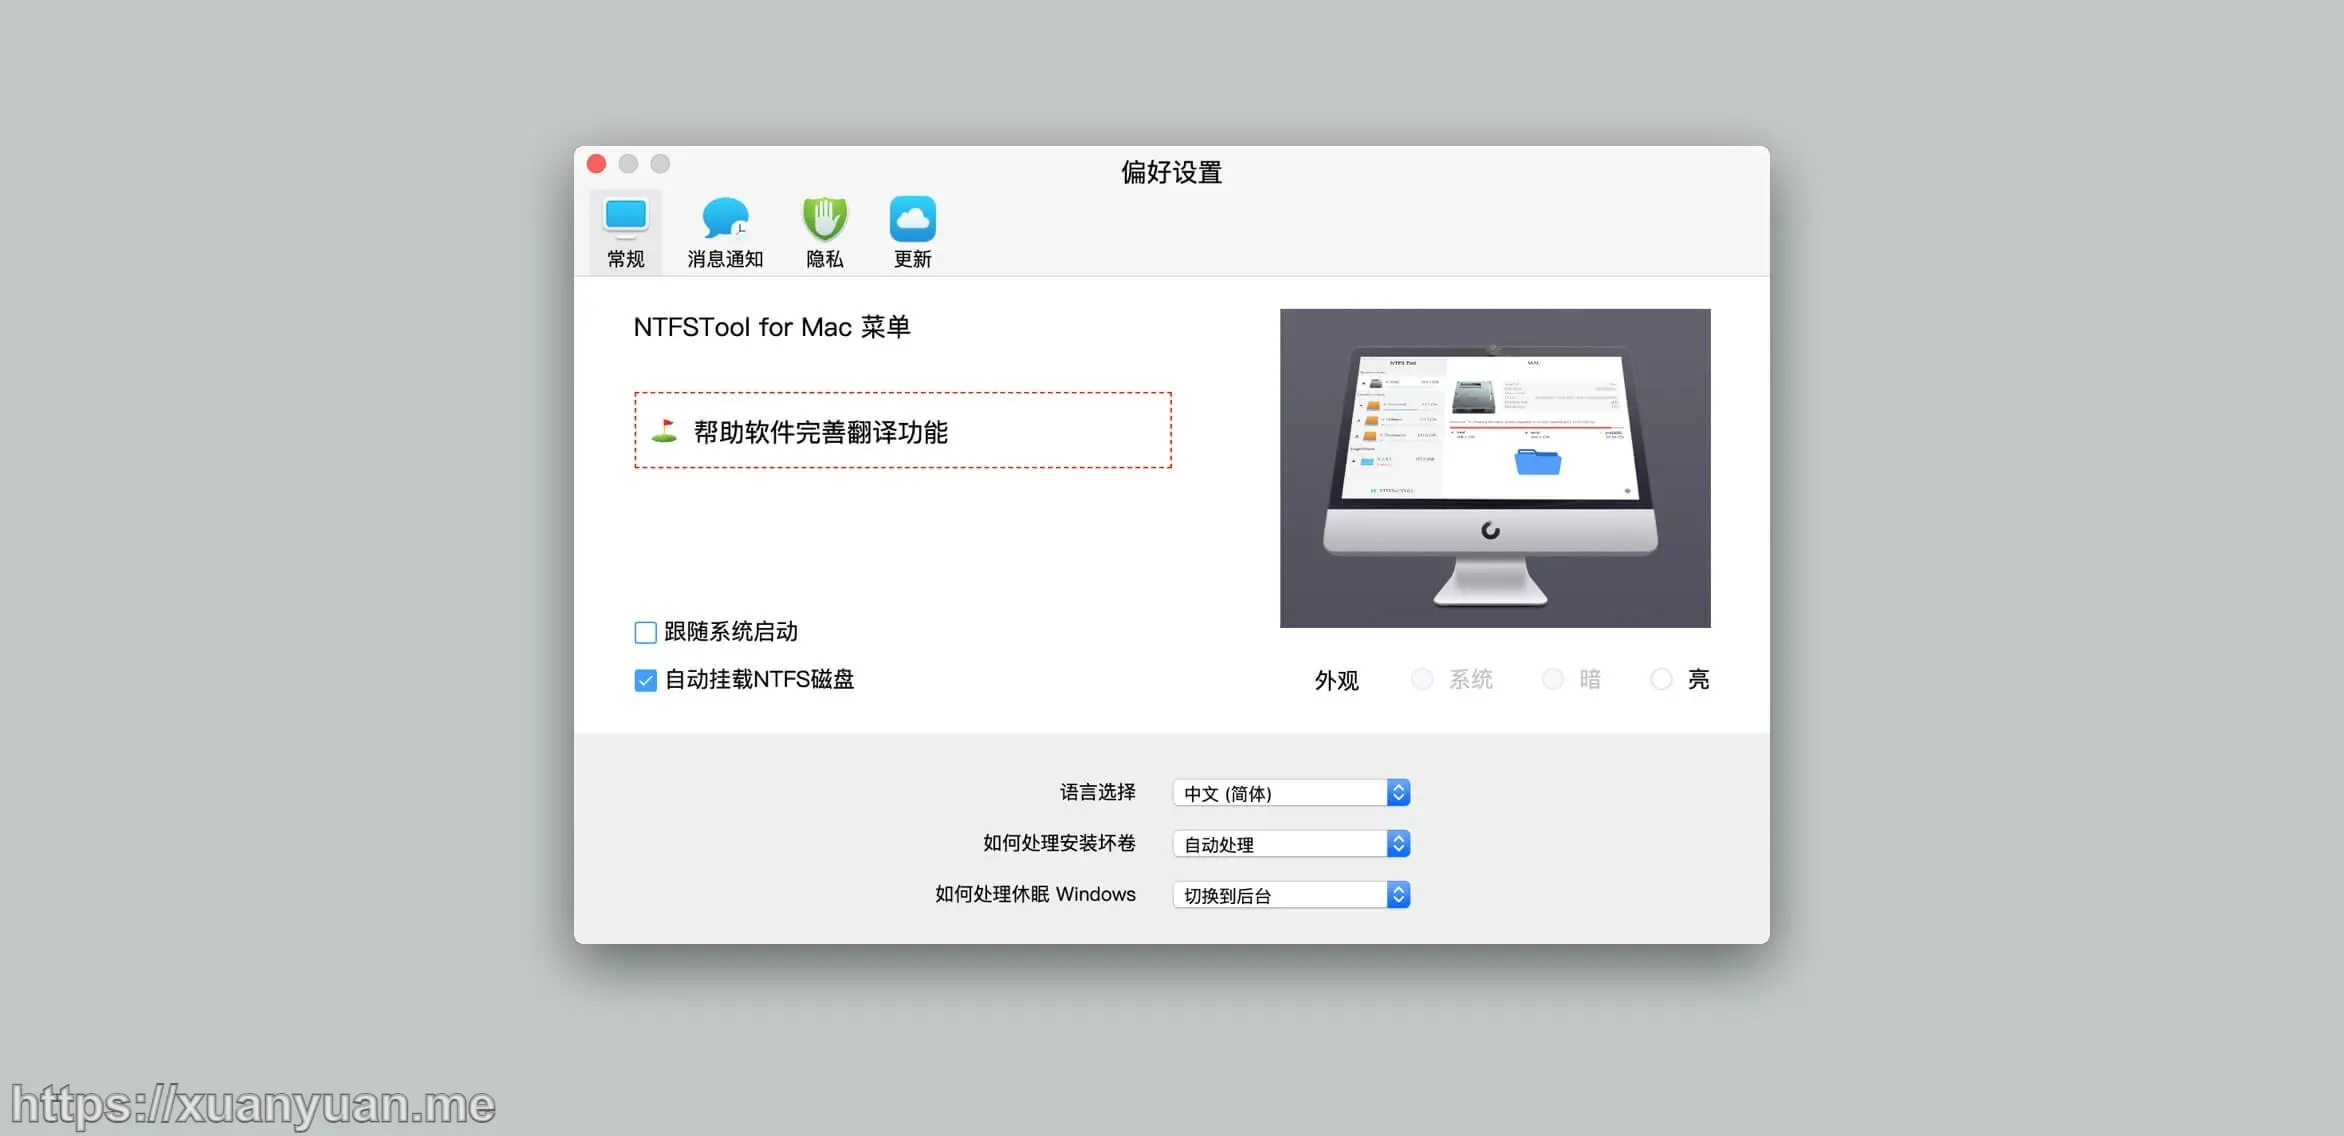 偏好设置
常规
消息通知
隐私
更新
NTFSTool for Mac 菜单
帮助软件完善翻译功能
MAC
跟随系统启动
自动挂载NTFS磁盘
外观
系统
暗
亮
语言选择
中文 (简体)
如何处理安装坏卷
自动处理
如何处理休眠 Windows
切换到后台
https://xuanyuan.me